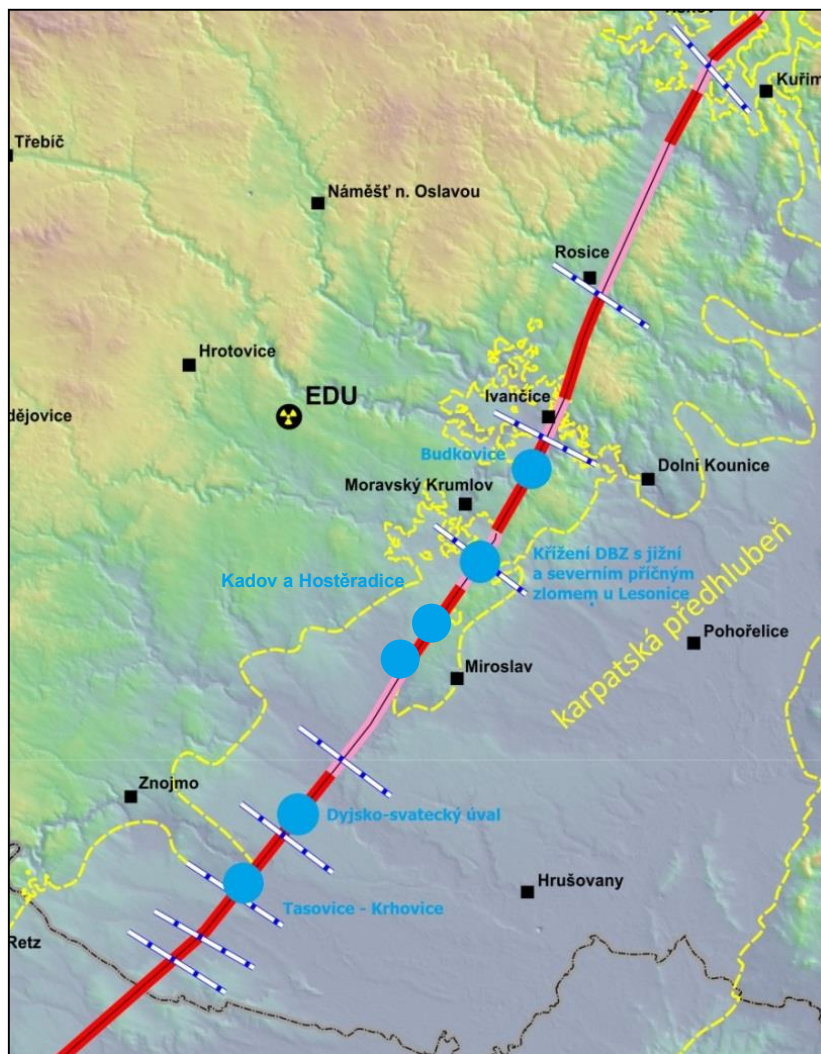 Kuřim
Třebíč
Náměšť n. Oslavou
Rosice
Hrotovice
EDU
Ivančice
dějovice
Budkovice
Dolní Kounice
Moravský Krumlov
Křížení DBZ s jižní
a severním příčným
zlomem u Lesonice
Kadov a Hostěradice
karpatská předhlubeň
Pohořelice
Miroslav
Znojmo
Dyjsko-svatecký úval
Hrušovany
Tasovice - Krhovice
Retz